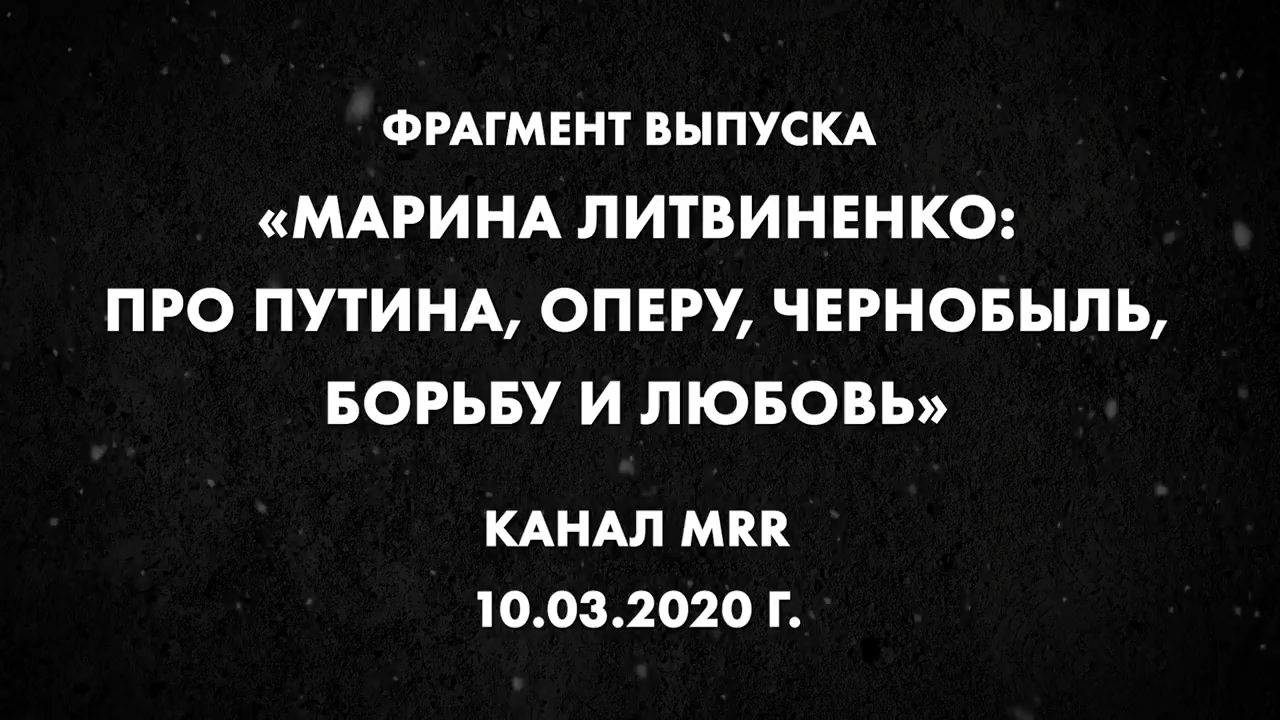 ФРАГМЕНТ ВЫПУСКА
«МАРИНА ЛИТВИНЕНКО:
ПРО ПУТИНА, ОПЕРУ, ЧЕРНОБЫЛЬ,
БОРЬБУ И ЛЮБОВЬ»
КАНАЛ MRR
10.03.2020 Г.